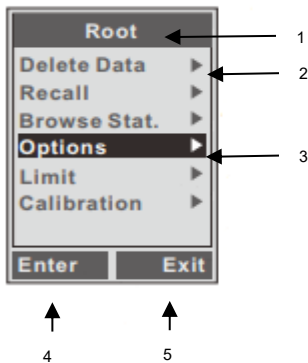 Root
1
Delete Data
2
Recall
Browse Stat.
Options
3
Limit
Calibration
Enter Exit
4 5